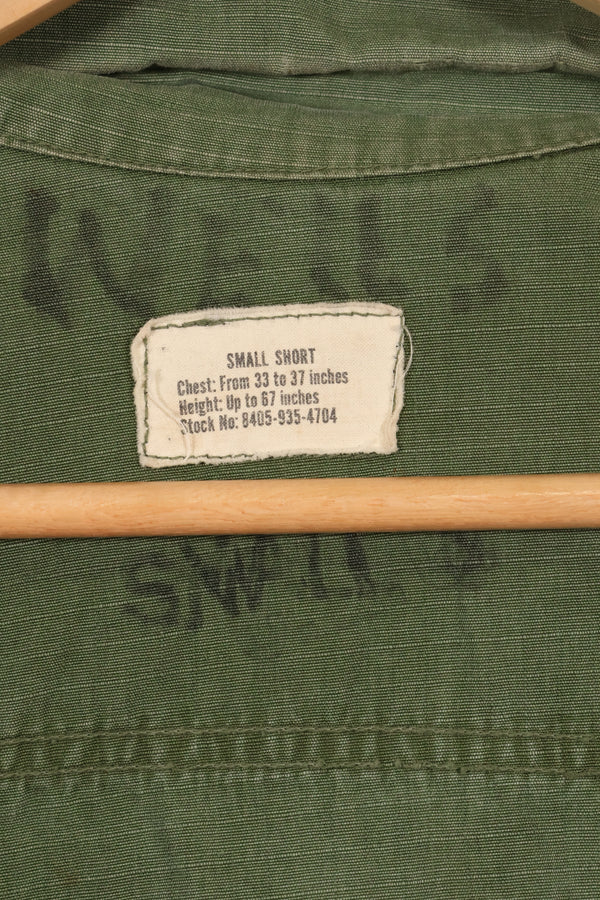 SMALL SHORT
Chest: From 33 to 37 inches
Height: Up to 67 inches
Stock No: 8405-935-4704